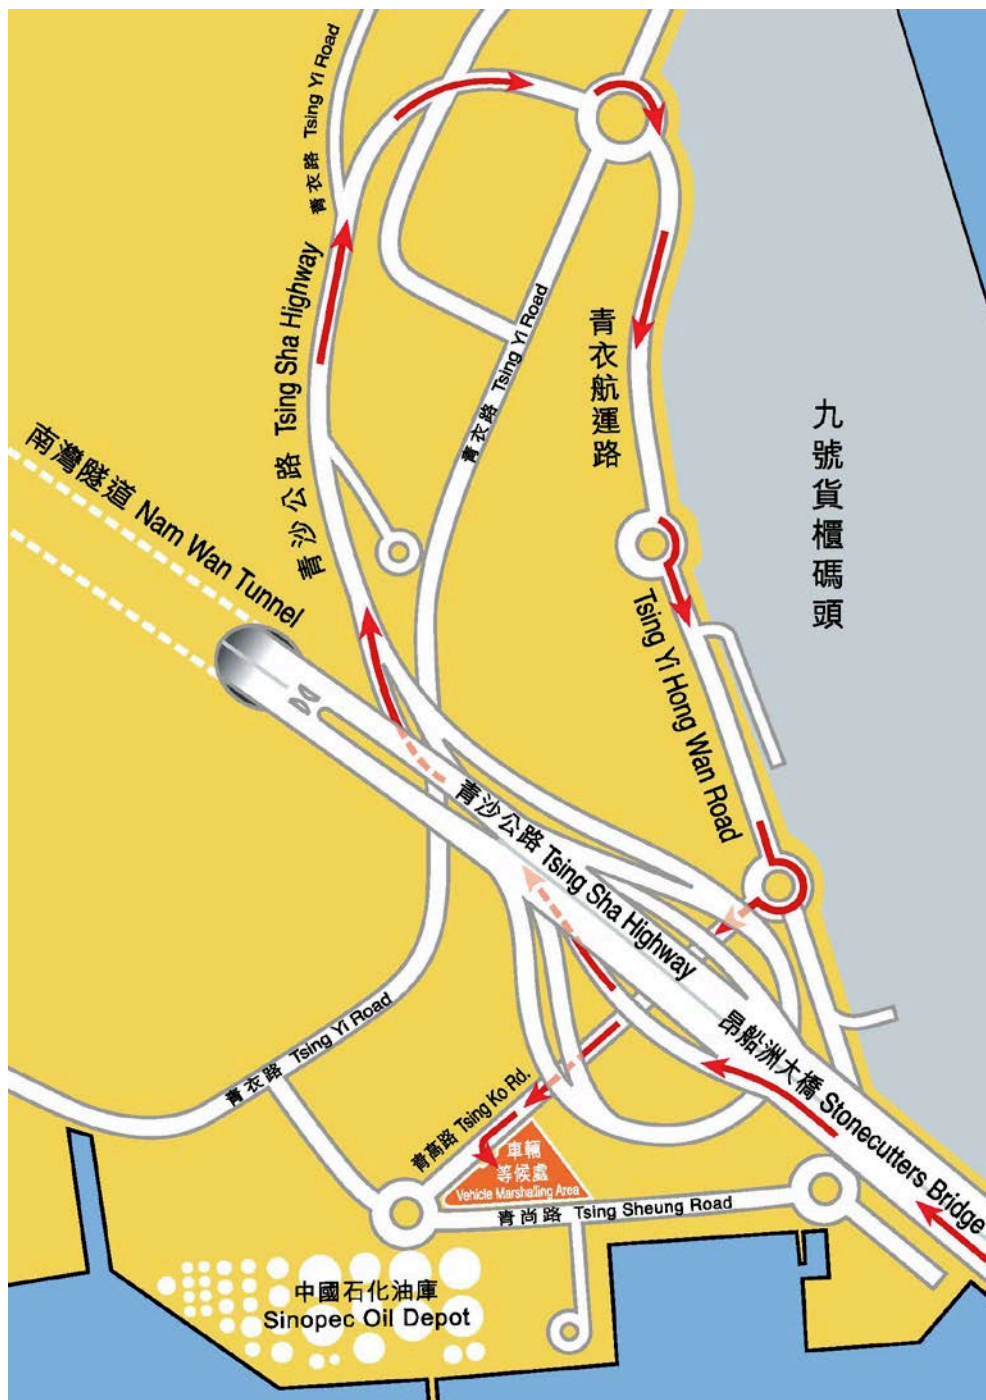 青衣路 Tsing Yi Road
青沙公路 Tsing Sha Highway
青衣路 Tsing Yi Road
青衣航運路
九號貨櫃碼頭
南灣隧道 Nam Wan Tunnel
Tsing Yi Hong Wan Road
青沙公路 Tsing Sha Highway
昂船洲大橋 Stonecutters Bridge
青衣路 Tsing Yi Road
青高路 Tsing Ko Rd.
車輛
等候處
Vehicle Marshalling Area
青尚路 Tsing Sheung Road
中國石化油庫
Sinopec Oil Depot